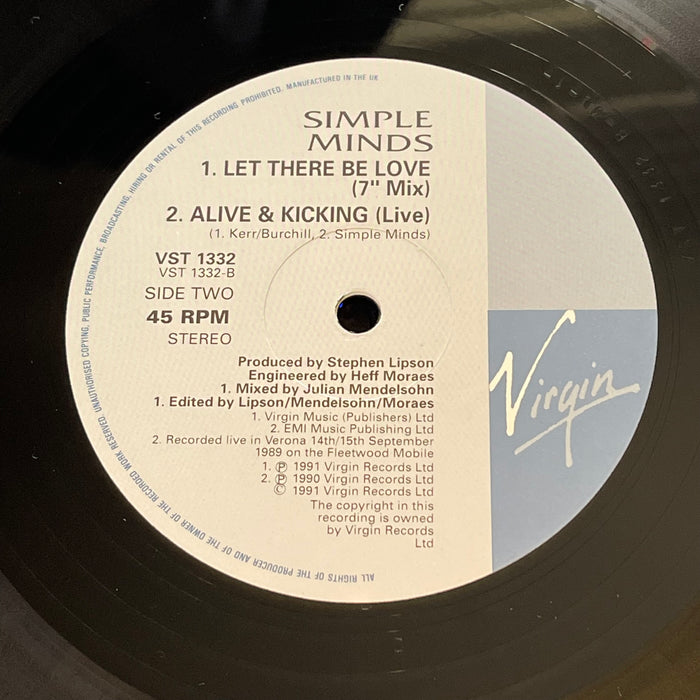 SIMPLE
MINDS
1. LET THERE BE LOVE
(7" Mix)
2. ALIVE & KICKING (Live)
(1. Kerr/Burchill, 2. Simple Minds)
VST 1332
VST 1332-B
SIDE TWO
45 RPM
STEREO
Produced by Stephen Lipson
Engineered by Heff Moraes
1. Mixed by Julian Mendelsohn
1. Edited by Lipson/Mendelsohn/Moraes
1. Virgin Music (Publishers) Ltd
2. EMI Music Publishing Ltd
2. Recorded live in Verona 14th/15th September
1989 on the Fleetwood Mobile
1. ℗ 1991 Virgin Records Ltd
2. ℗ 1990 Virgin Records Ltd
© 1991 Virgin Records Ltd
The copyright in this
recording is owned
by Virgin Records
Ltd
Virgin
ALL RIGHTS OF THE PRODUCER AND OF THE OWNER OF THE RECORDED WORK RESERVED. UNAUTHORISED COPYING, PUBLIC PERFORMANCE, BROADCASTING, HIRING OR RENTAL OF THIS RECORDING PROHIBITED. MANUFACTURED IN THE UK